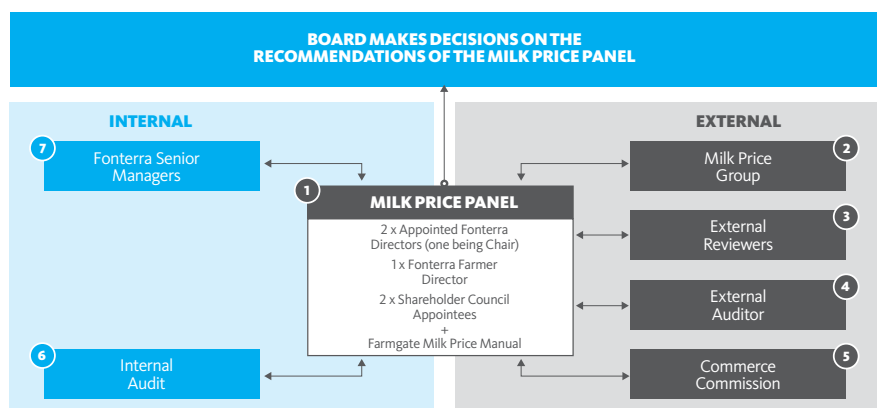 BOARD MAKES DECISIONS ON THE
RECOMMENDATIONS OF THE MILK PRICE PANEL
INTERNAL
EXTERNAL
7
Fonterra Senior
Managers
2
Milk Price
Group
1
MILK PRICE PANEL
2 x Appointed Fonterra
Directors (one being Chair)
1 x Fonterra Farmer
Director
2 x Shareholder Council
Appointees
+
Farmgate Milk Price Manual
3
External
Reviewers
4
External
Auditor
6
Internal
Audit
5
Commerce
Commission